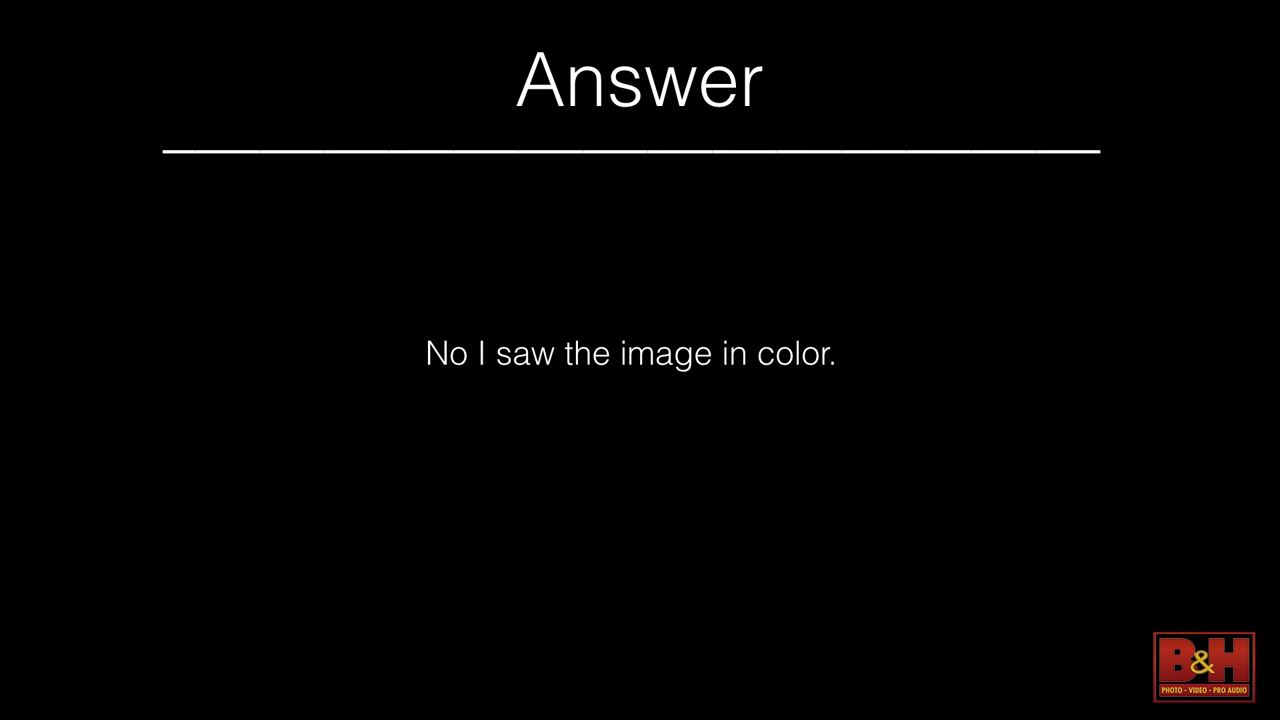 Answer
No I saw the image in color.
B&H
PHOTO - VIDEO - PRO AUDIO